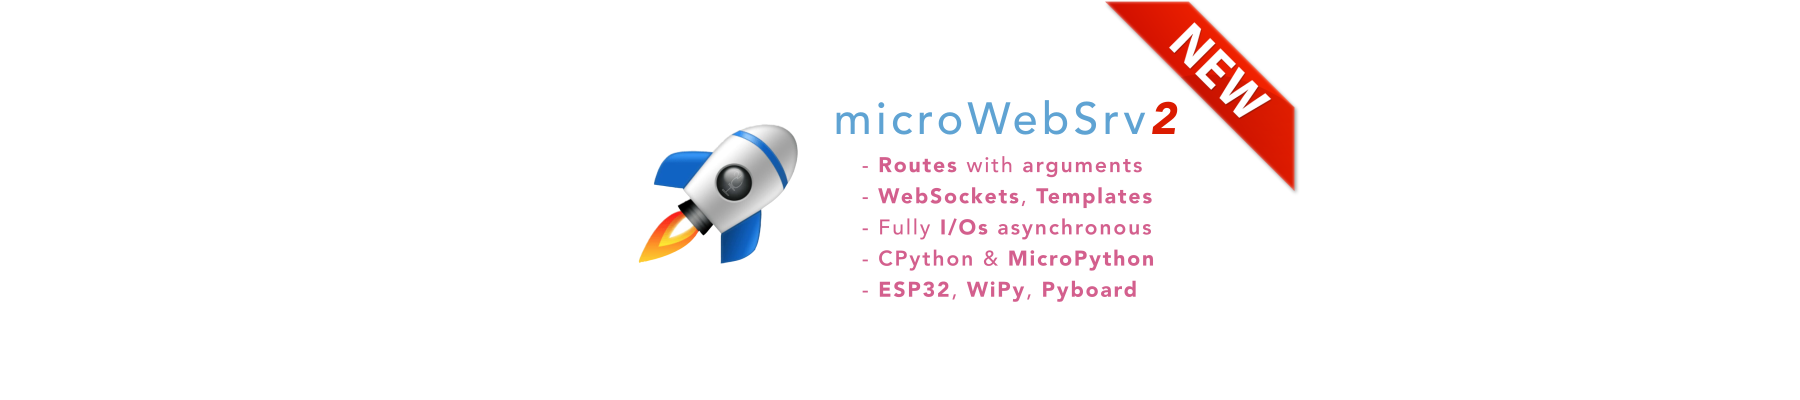 NEW
microWebSrv2
- Routes with arguments
- WebSockets, Templates
- Fully I/Os asynchronous
- CPython & MicroPython
- ESP32, WiPy, Pyboard